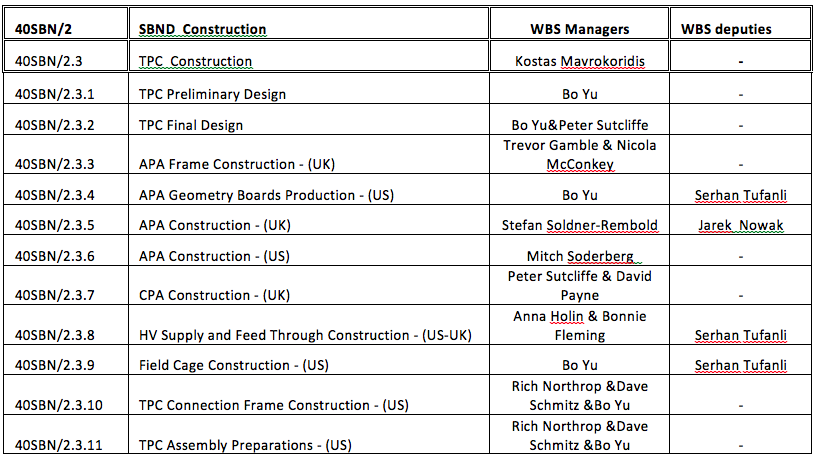 40SBN/2 SBND Construction WBS Managers WBS deputies
40SBN/2.3 TPC Construction Kostas Mavrokoridis -
40SBN/2.3.1 TPC Preliminary Design Bo Yu -
40SBN/2.3.2 TPC Final Design Bo Yu&Peter Sutcliffe -
Trevor Gamble & Nicola
40SBN/2.3.3 APA Frame Construction - (UK) McConkey -
40SBN/2.3.4 APA Geometry Boards Production - (US) Bo Yu Serhan Tufanli
40SBN/2.3.5 APA Construction - (UK) Stefan Soldner-Rembold Jarek Nowak
40SBN/2.3.6 APA Construction - (US) Mitch Soderberg -
Peter Sutcliffe & David
40SBN/2.3.7 CPA Construction - (UK) Payne -
Anna Holin & Bonnie
40SBN/2.3.8 HV Supply and Feed Through Construction - (US-UK) Fleming Serhan Tufanli
40SBN/2.3.9 Field Cage Construction - (US) Bo Yu Serhan Tufanli
Rich Northrop &Dave
40SBN/2.3.10 TPC Connection Frame Construction - (US) Schmitz &Bo Yu -
Rich Northrop &Dave
40SBN/2.3.11 TPC Assembly Preparations - (US) Schmitz &Bo Yu -